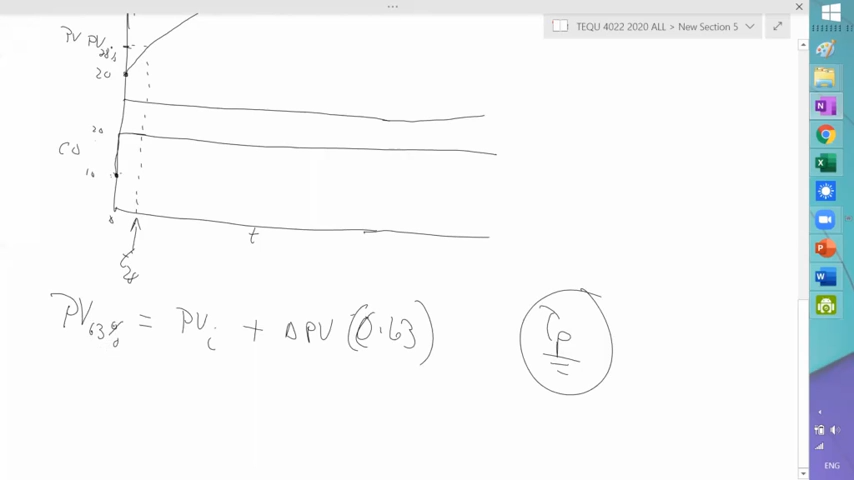 TEQU 4022 2020 ALL > New Section 5
PV PV28%
20
20
CO
10
0
t
PV63% = PVi + ΔPV (0.63)
τp
ENG